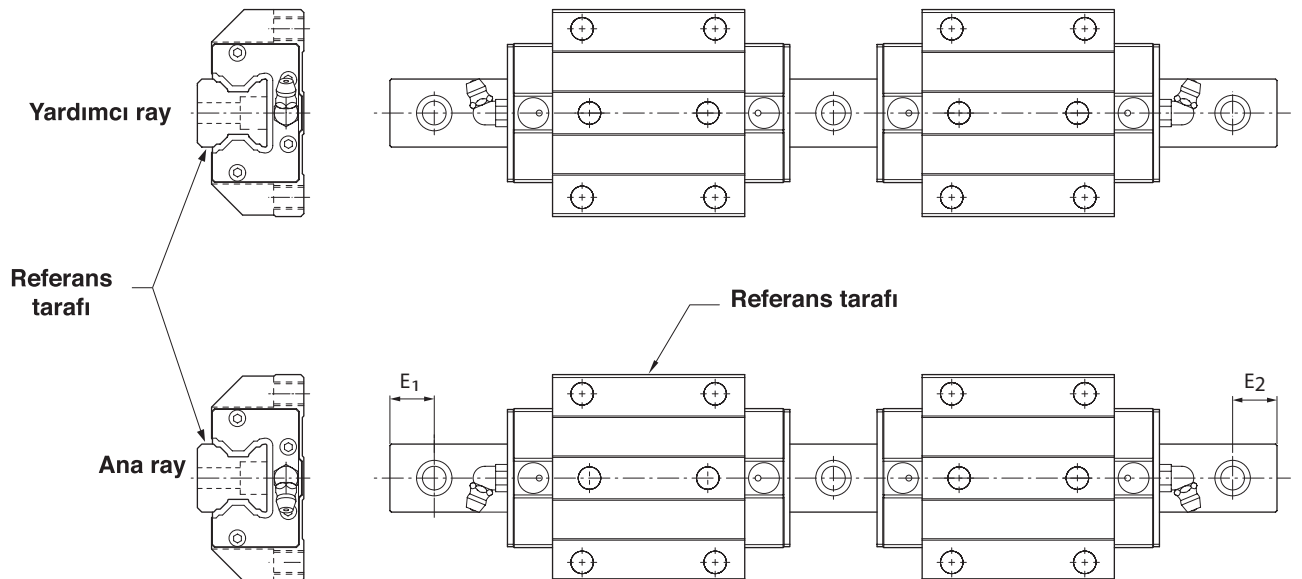 Yardımcı ray
Referans
tarafı
Referans tarafı
E1
E2
Ana ray